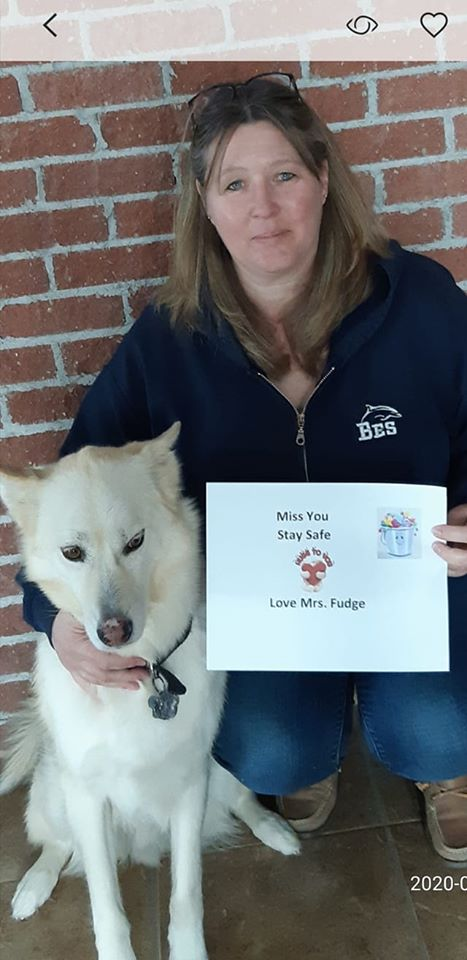 BES
Miss You
Stay Safe
Love Mrs. Fudge
2020-0